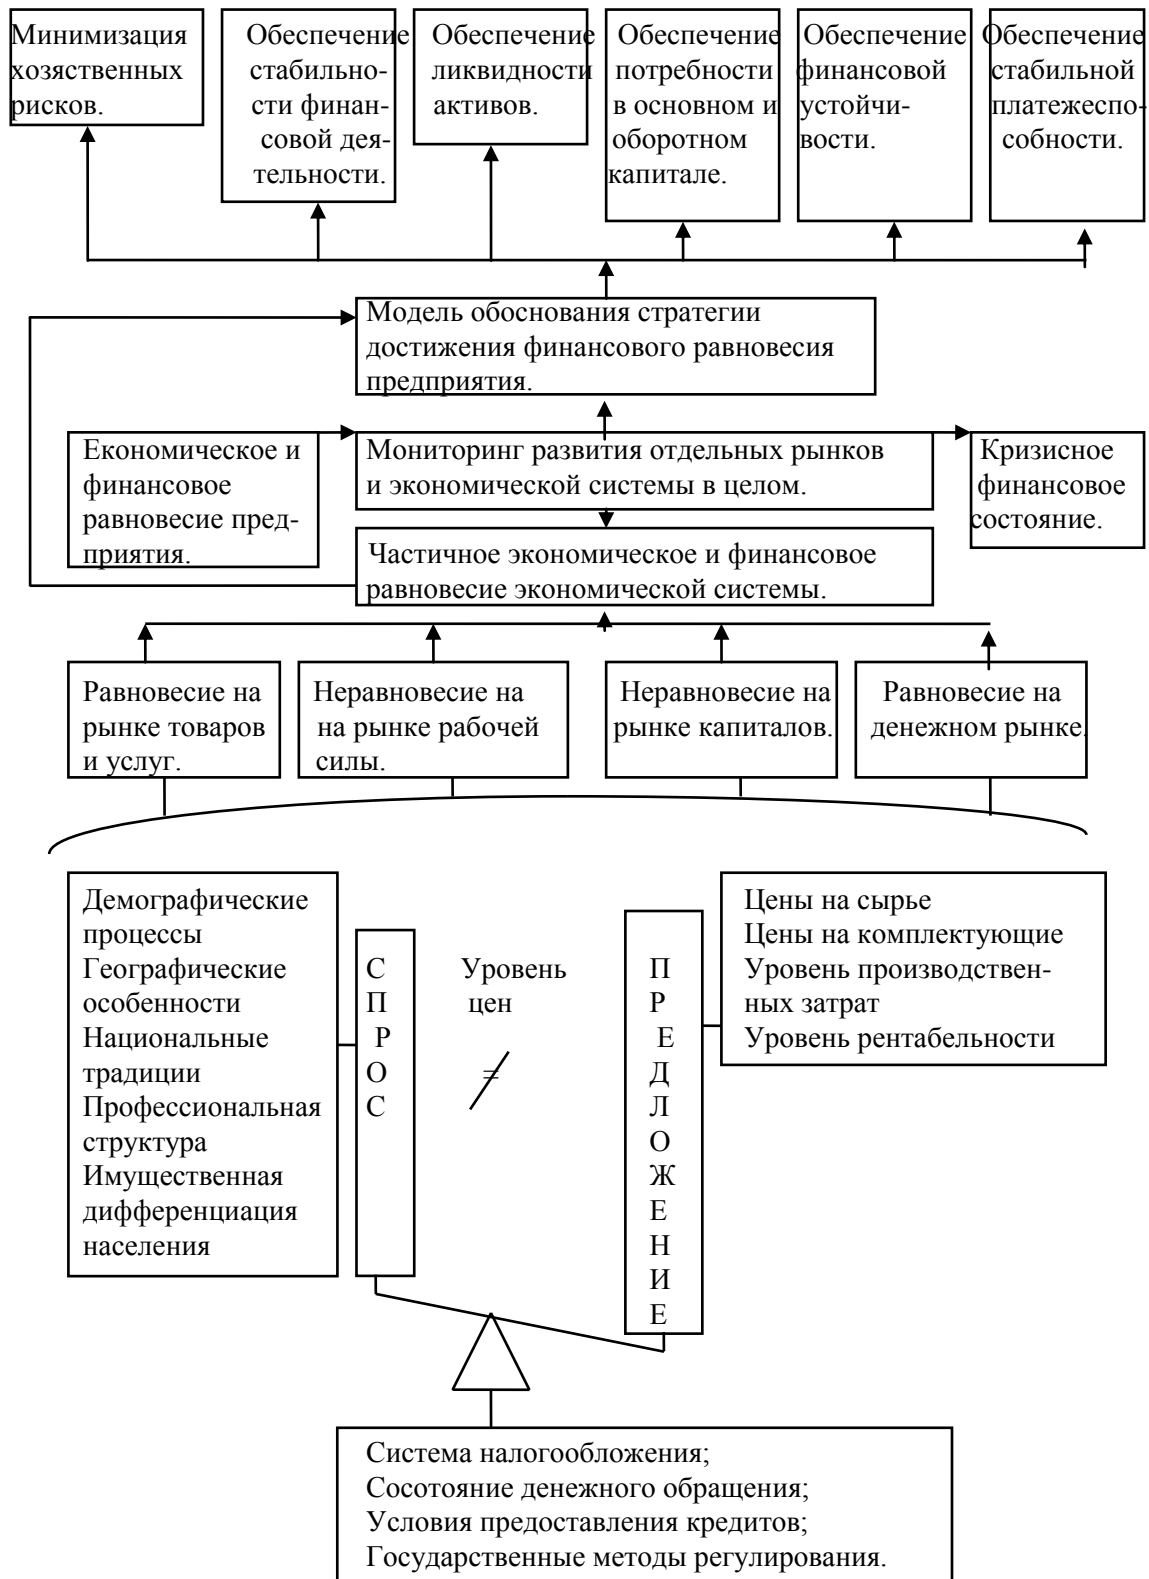 Минимизация
хозяственных
рисков.
Обеспечение
стабильно-
сти финан-
совой дея-
тельности.
Обеспечение
ликвидности
активов.
Обеспечение
потребности
в основном и
оборотном
капитале.
Обеспечение
финансовой
устойчи-
вости.
Обеспечение
стабильной
платежеспо-
собности.
Модель обоснования стратегии
достижения финансового равновесия
предприятия.
Економическое и
финансовое
равновесие пред-
приятия.
Мониторинг развития отдельных рынков
и экономической системы в целом.
Кризисное
финансовое
состояние.
Частичное экономическое и финансовое
равновесие экономической системы.
Равновесие на
рынке товаров
и услуг.
Неравновесие на
на рынке рабочей
силы.
Неравновесие на
рынке капиталов.
Равновесие на
денежном рынке.
Демографические
процессы
Географические
особенности
Национальные
традиции
Профессиональная
структура
Имущественная
дифференциация
населения
С
П
Р
О
С
Уровень
цен
=
П
Р
Е
Д
Л
О
Ж
Е
Н
И
Е
Цены на сырье
Цены на комплектующие
Уровень производствен-
ных затрат
Уровень рентабельности
Система налогообложения;
Сосотояние денежного обращения;
Условия предоставления кредитов;
Государственные методы регулирования.